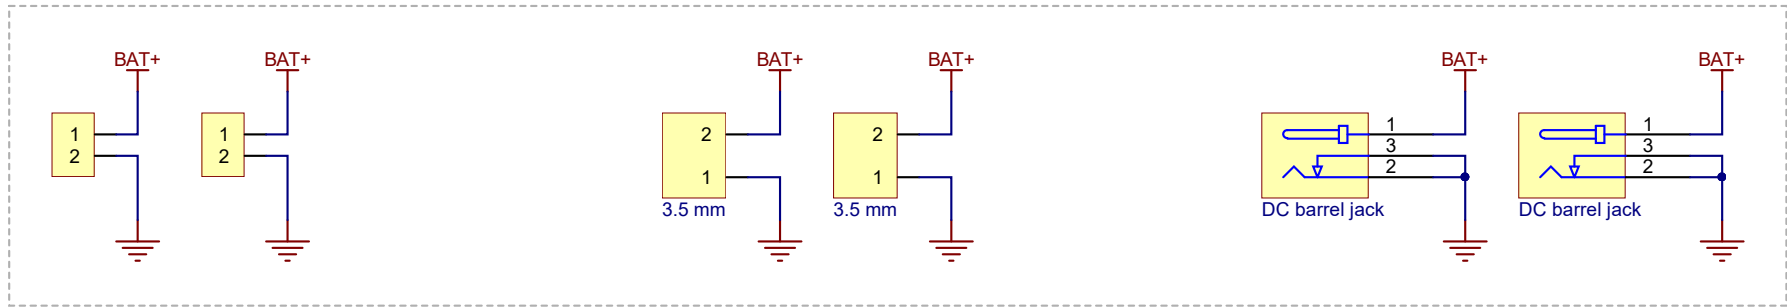 BAT+ BAT+ BAT+ BAT+ BAT+ BAT+
1 1 2 2 1 1
2 2 3 3
1 1 2 2
3.5 mm 3.5 mm DC barrel jack DC barrel jack